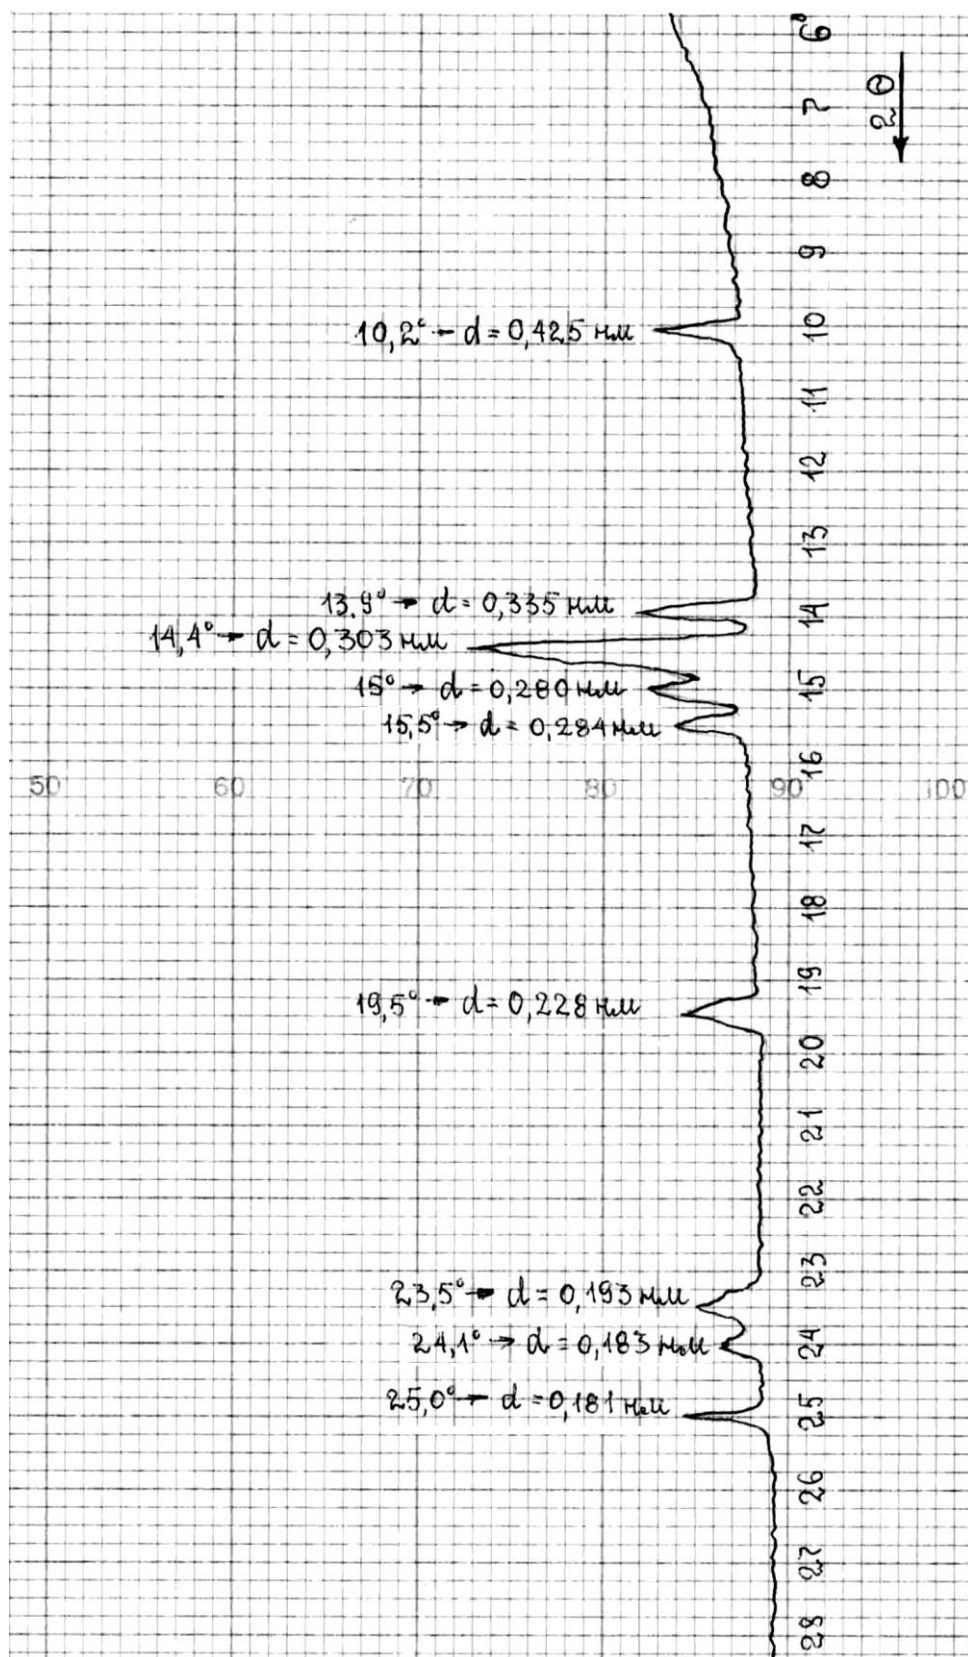 6°
2θ
7
8
9
10,2° → d = 0,425 нм
10
11
12
13
13,9° → d = 0,335 нм
14
14,4° → d = 0,303 нм
15° → d = 0,280 нм
15
15,5° → d = 0,284 нм
16
50 60 70 80 90 100
17
18
19
19,5° → d = 0,228 нм
20
21
22
23
23,5° → d = 0,193 нм
24,1° → d = 0,183 нм
24
25,0° → d = 0,181 нм
25
26
27
28